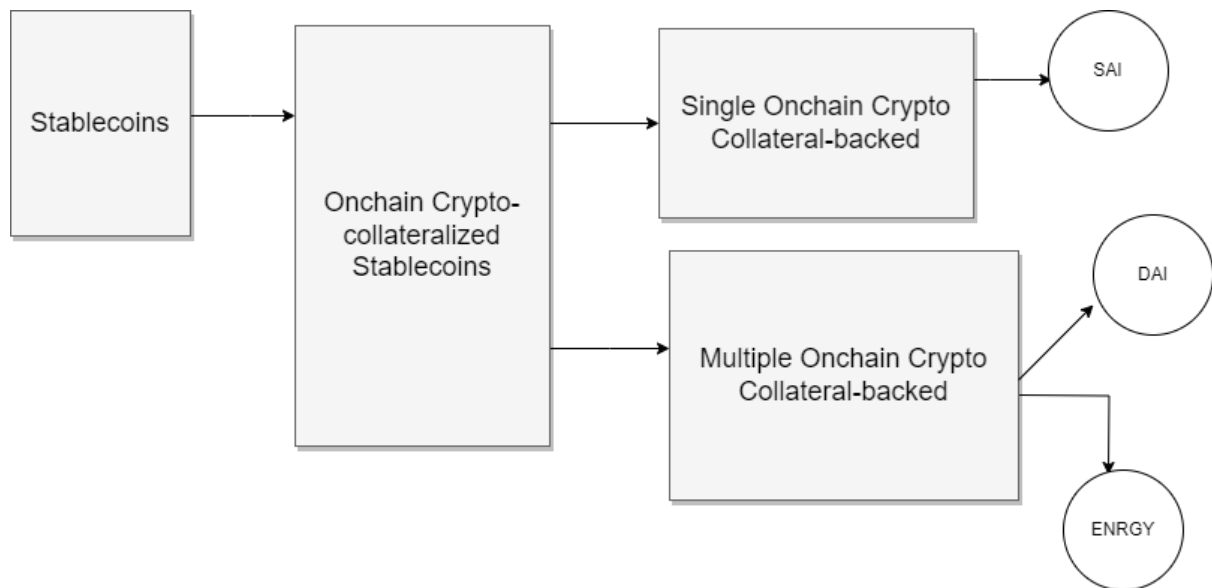 Stablecoins
Onchain Crypto-
collateralized
Stablecoins
Single Onchain Crypto
Collateral-backed
SAI
Multiple Onchain Crypto
Collateral-backed
DAI
ENRGY